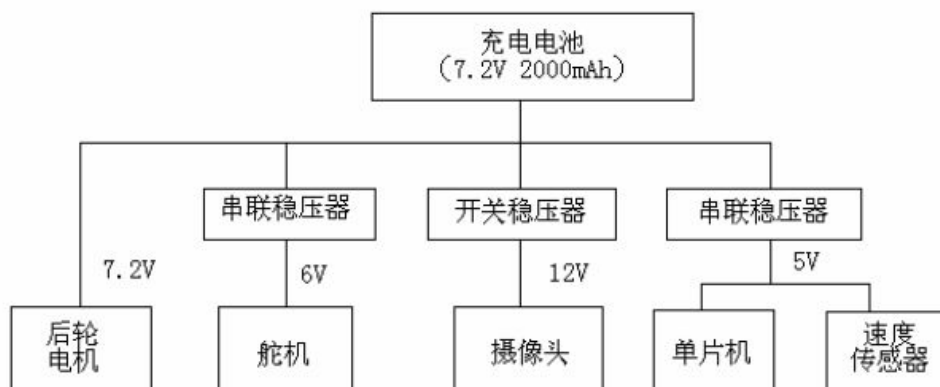 充电电池
(7.2V 2000mAh)
串联稳压器
开关稳压器
串联稳压器
7.2V
6V
12V
5V
后轮
电机
舵机
摄像头
单片机
速度
传感器